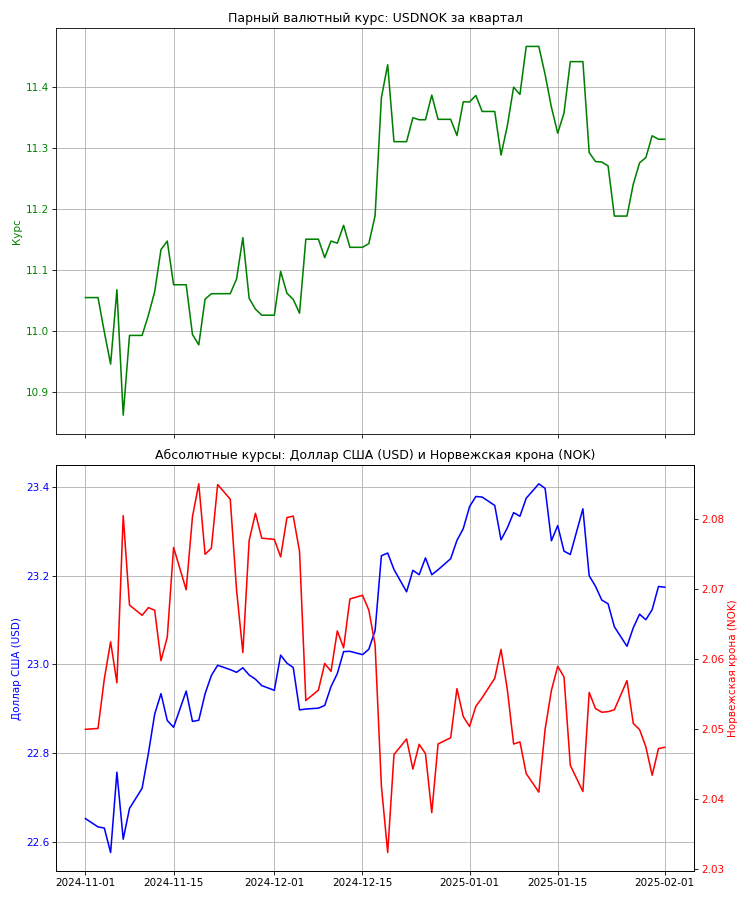 Парный валютный курс: USDNOK за квартал
11.4
11.3
11.2
11.1
11.0
10.9
Курс
Абсолютные курсы: Доллар США (USD) и Норвежская крона (NOK)
23.4
23.2
23.0
22.8
22.6
Доллар США (USD)
2.08
2.07
2.06
2.05
2.04
2.03
Норвежская крона (NOK)
2024-11-01 2024-11-15 2024-12-01 2024-12-15 2025-01-01 2025-01-15 2025-02-01